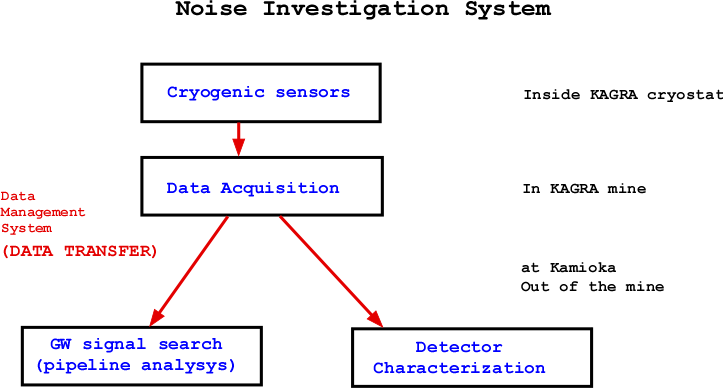 Noise Investigation System
Cryogenic sensors
Inside KAGRA cryostat
Data Acquisition
In KAGRA mine
Data
Management
System
(DATA TRANSFER)
at Kamioka
Out of the mine
GW signal search
(pipeline analysys)
Detector
Characterization